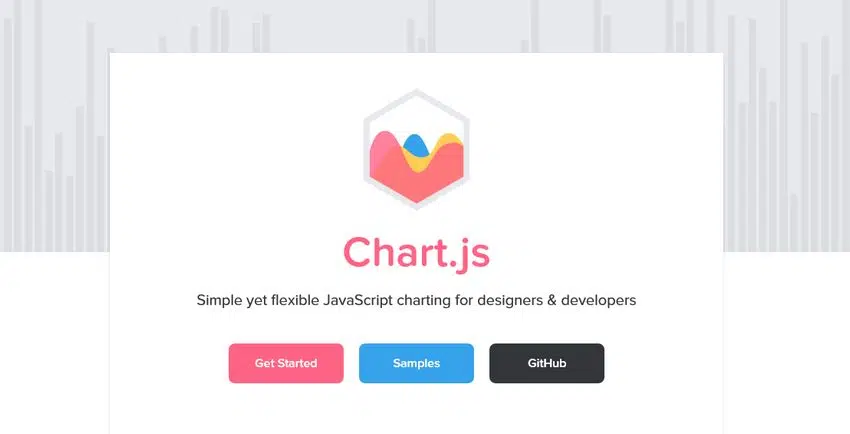 Chart.js
Simple yet flexible JavaScript charting for designers & developers
Get Started
Samples
GitHub